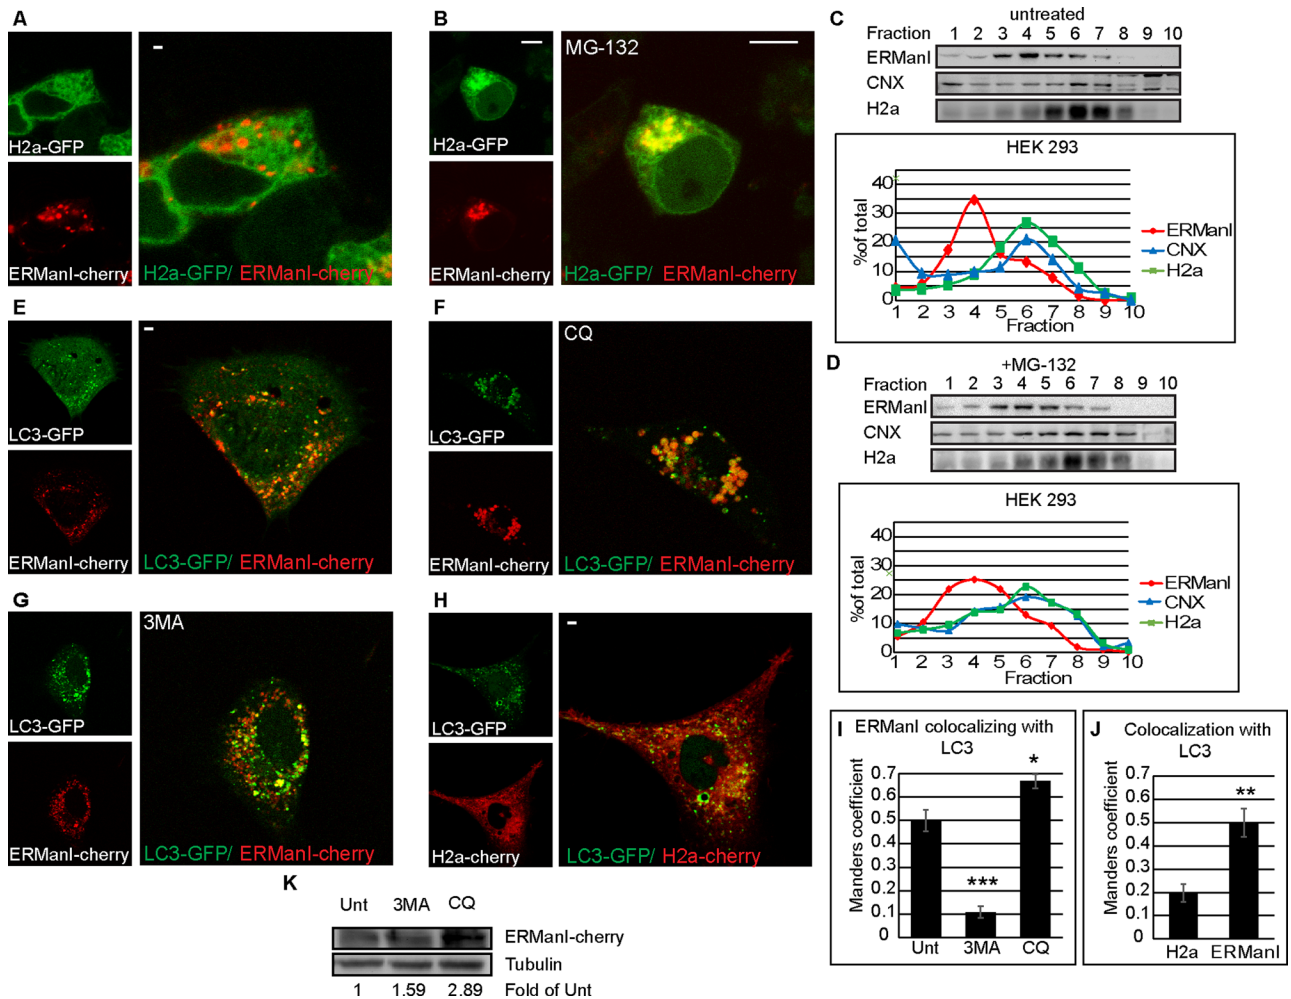 A
H2a-GFP
ERManI-cherry
-
H2a-GFP/ ERManI-cherry
B
H2a-GFP
ERManI-cherry
MG-132
H2a-GFP/ ERManI-cherry
C
untreated
Fraction 1 2 3 4 5 6 7 8 9 10
ERManI
CNX
H2a
HEK 293
%of total
40
30
20
10
0
1 2 3 4 5 6 7 8 9 10
Fraction
ERManI
CNX
H2a
D
+MG-132
Fraction 1 2 3 4 5 6 7 8 9 10
ERManI
CNX
H2a
HEK 293
%of total
40
30
20
10
0
1 2 3 4 5 6 7 8 9 10
Fraction
ERManI
CNX
H2a
E
LC3-GFP
ERManI-cherry
-
LC3-GFP/ ERManI-cherry
F
LC3-GFP
ERManI-cherry
CQ
LC3-GFP/ ERManI-cherry
G
LC3-GFP
ERManI-cherry
3MA
LC3-GFP/ ERManI-cherry
H
LC3-GFP
H2a-cherry
-
LC3-GFP/ H2a-cherry
I
ERManI colocalizing with
LC3
Manders coefficient
0.7
0.6
0.5
0.4
0.3
0.2
0.1
0
***
*
Unt 3MA CQ
J
Colocalization with
LC3
Manders coefficient
0.7
0.6
0.5
0.4
0.3
0.2
0.1
0
**
H2a ERManI
K
Unt 3MA CQ
ERManI-cherry
Tubulin
1 1.59 2.89 Fold of Unt